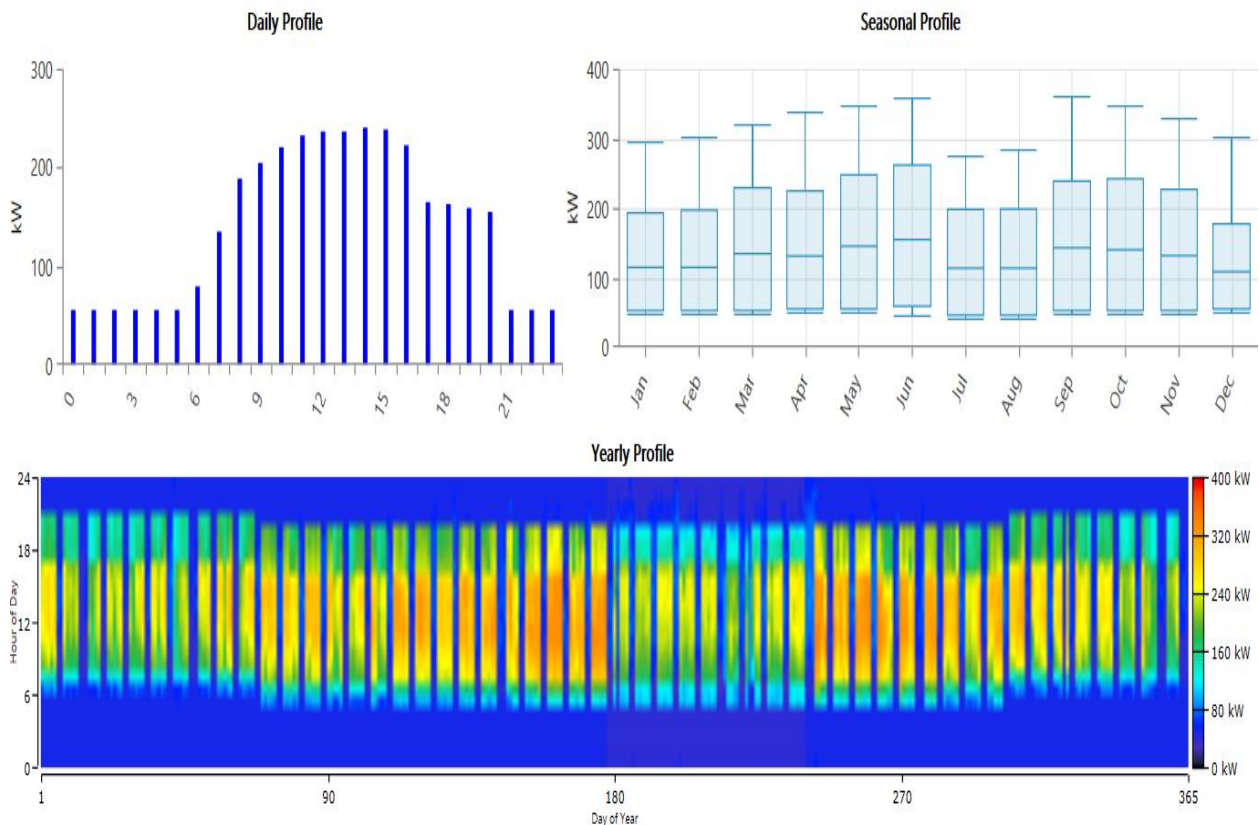 Daily Profile
300
200
100
0
kW
0 3 6 9 12 15 18 21
Seasonal Profile
400
300
200
100
0
kW
Jan Feb Mar Apr May Jun Jul Aug Sep Oct Nov Dec
Yearly Profile
24
18
12
6
0
Hour of Day
1 90 180 270 365
Day of Year
400 kW
320 kW
240 kW
160 kW
80 kW
0 kW